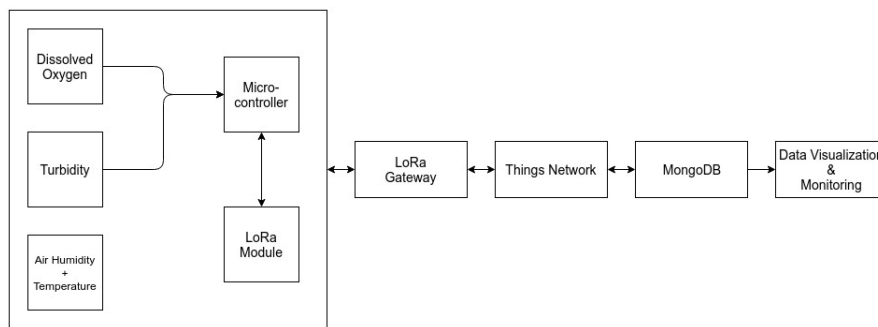 Dissolved
Oxygen
Turbidity
Air Humidity
+
Temperature
Micro-
controller
LoRa
Module
LoRa
Gateway
Things Network
MongoDB
Data Visualization
&
Monitoring